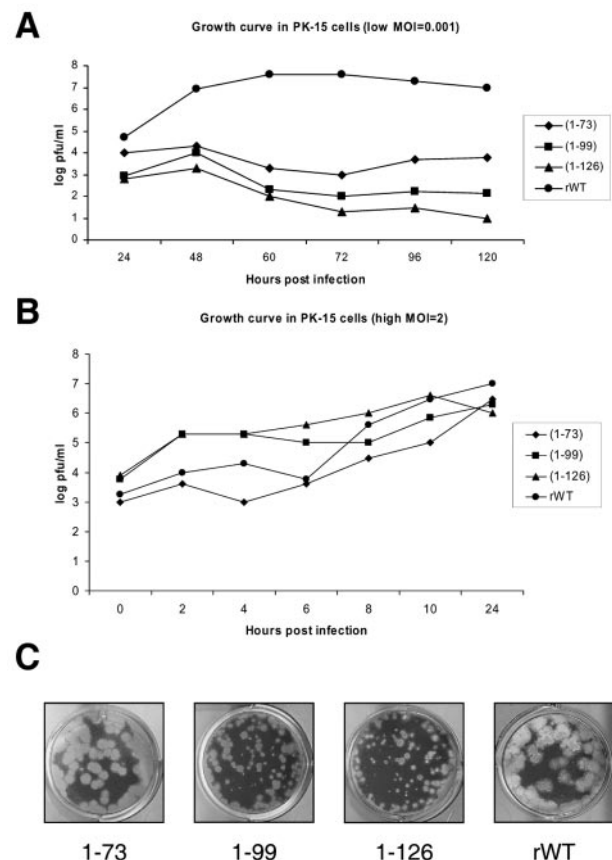 A
Growth curve in PK-15 cells (low MOI=0.001)
log pfu/ml
8
7
6
5
4
3
2
1
0
24 48 60 72 96 120
Hours post infection
(1-73)
(1-99)
(1-126)
rWT
B
Growth curve in PK-15 cells (high MOI=2)
log pfu/ml
8
7
6
5
4
3
2
1
0
0 2 4 6 8 10 24
Hours post infection
(1-73)
(1-99)
(1-126)
rWT
C
1-73 1-99 1-126 rWT